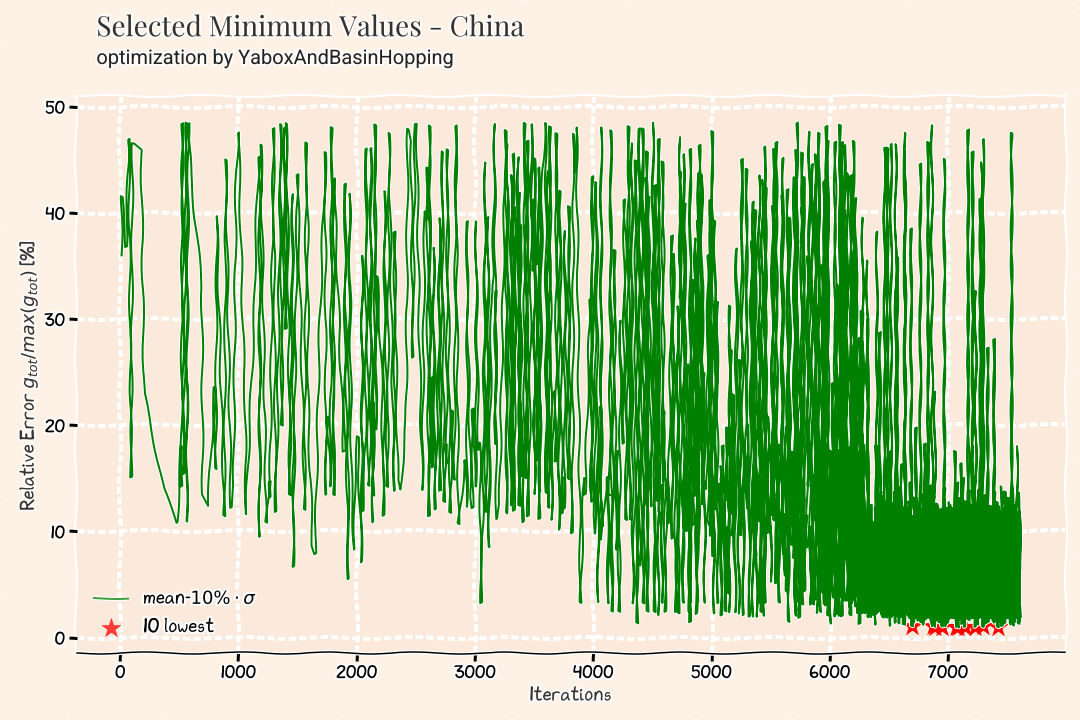 Selected Minimum Values - China
optimization by YaboxAndBasinHopping
Relative Error g_tot/max(g_tot) [%]
50
40
30
20
10
0
mean-10% · σ
10 lowest
0 1000 2000 3000 4000 5000 6000 7000
Iterations